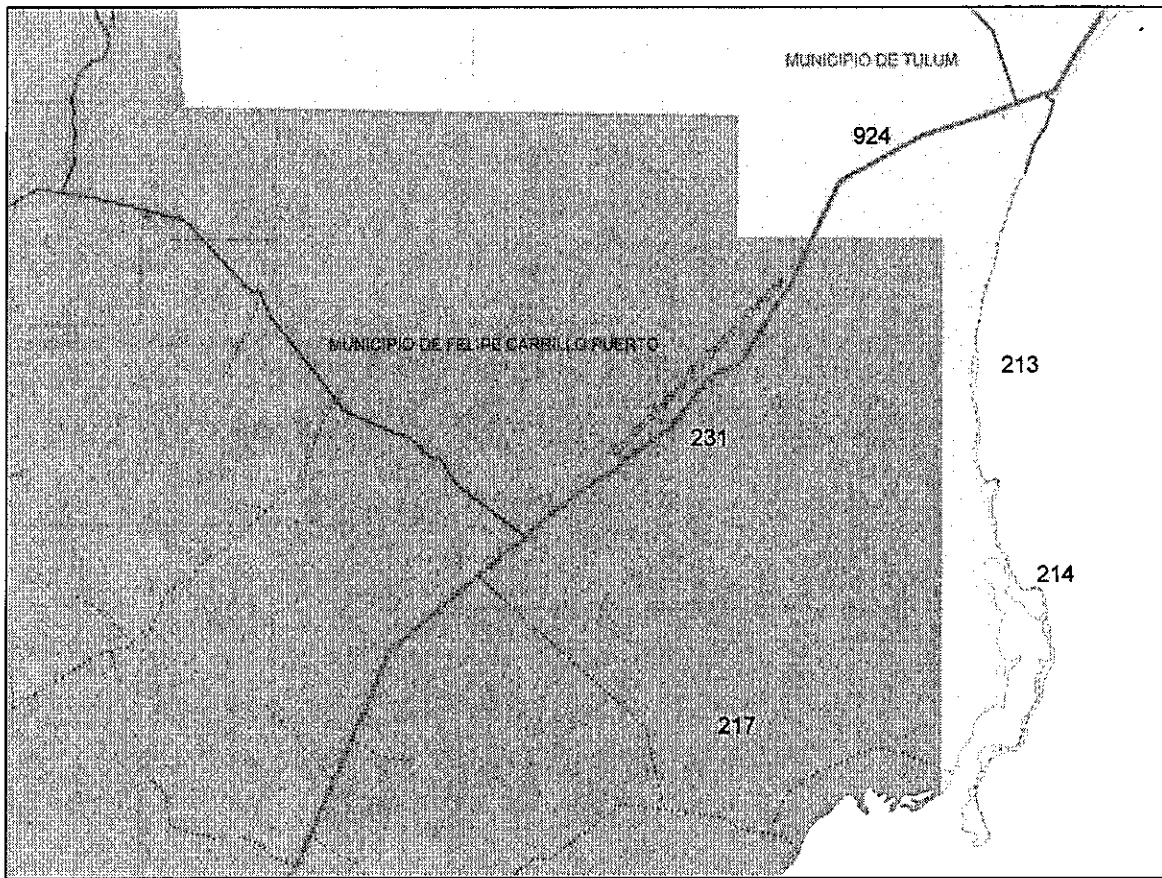 MUNICIPIO DE TULUM
924
MUNICIPIO DE FELIPE CARRILLO PUERTO
213
231
214
217